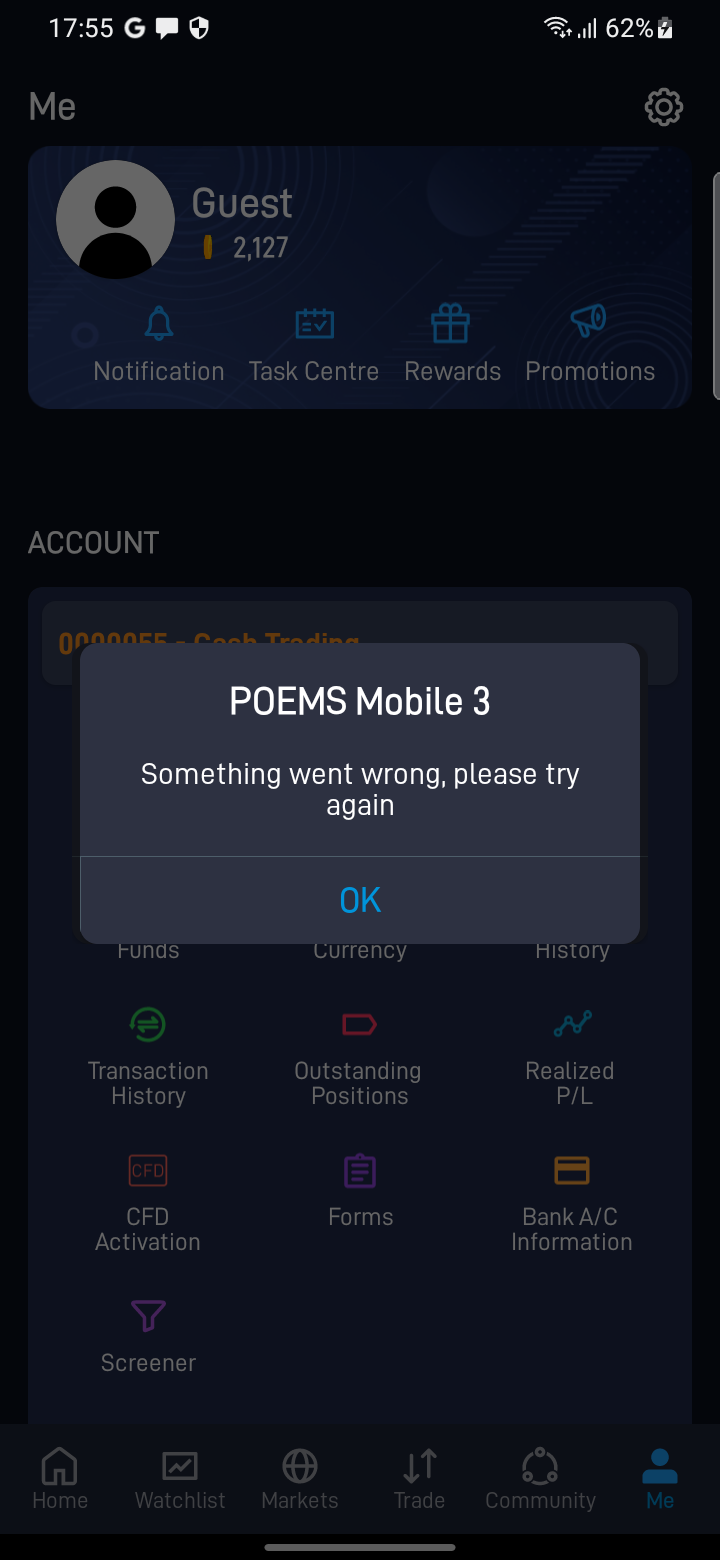 17:55
62%
Me
Guest
2,127
Notification Task Centre Rewards Promotions
ACCOUNT
0090055 - Cash Trading
POEMS Mobile 3
Something went wrong, please try
again
OK
Funds Currency History
Transaction
History
Outstanding
Positions
Realized
P/L
CFD
CFD
Activation
Forms
Bank A/C
Information
Screener
Home Watchlist Markets Trade Community Me